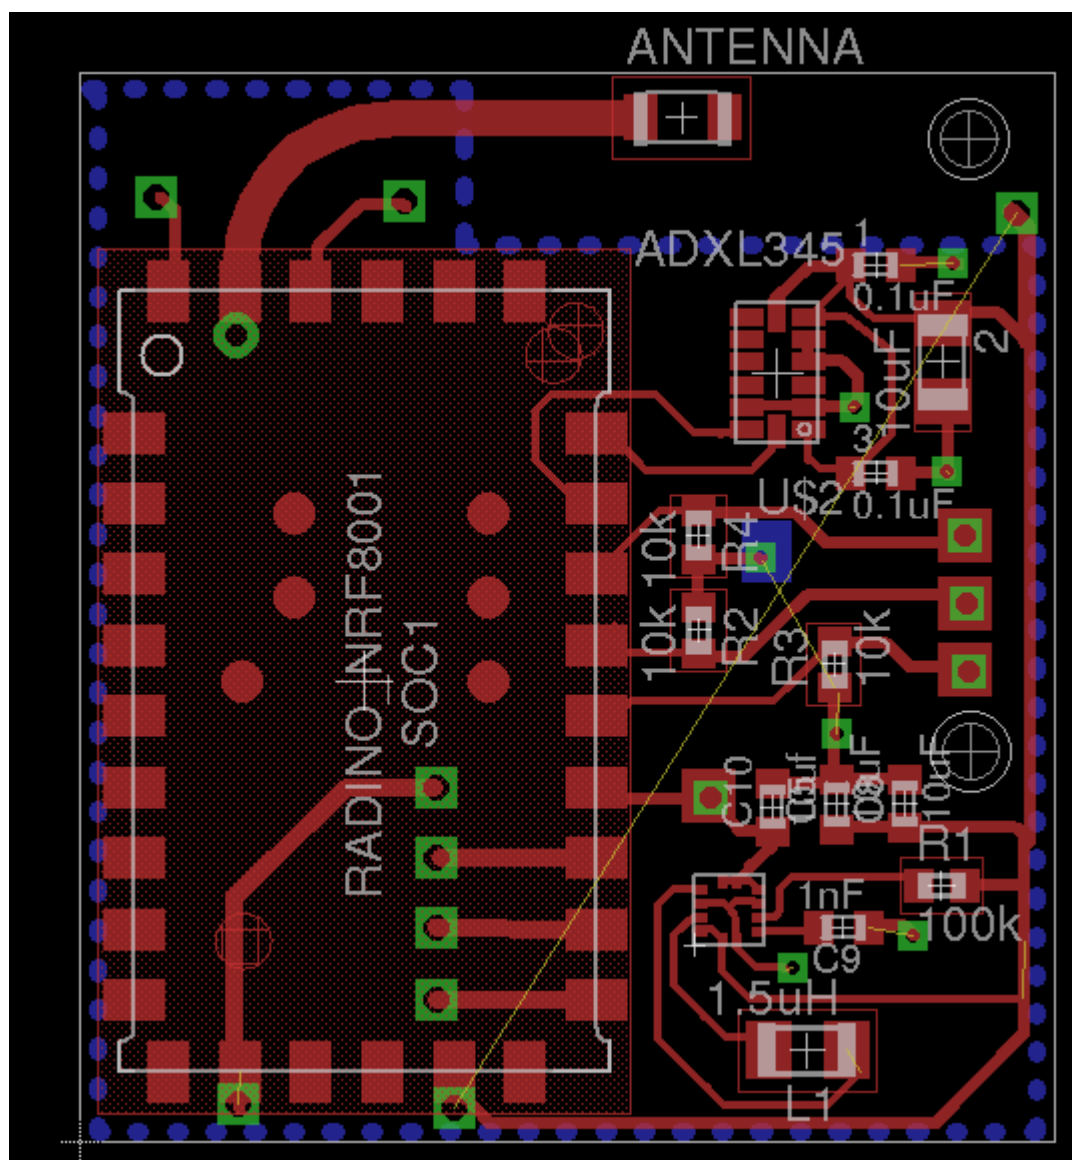 ANTENNA
ADXL345
1
0.1uF
2
10uF
3
0.1uF
U$2
10k
R4
10k
R2
R3
10k
10uF
R1
100k
1nF
C9
1.5uH
L1
RADINO-NRF8001
SOC1